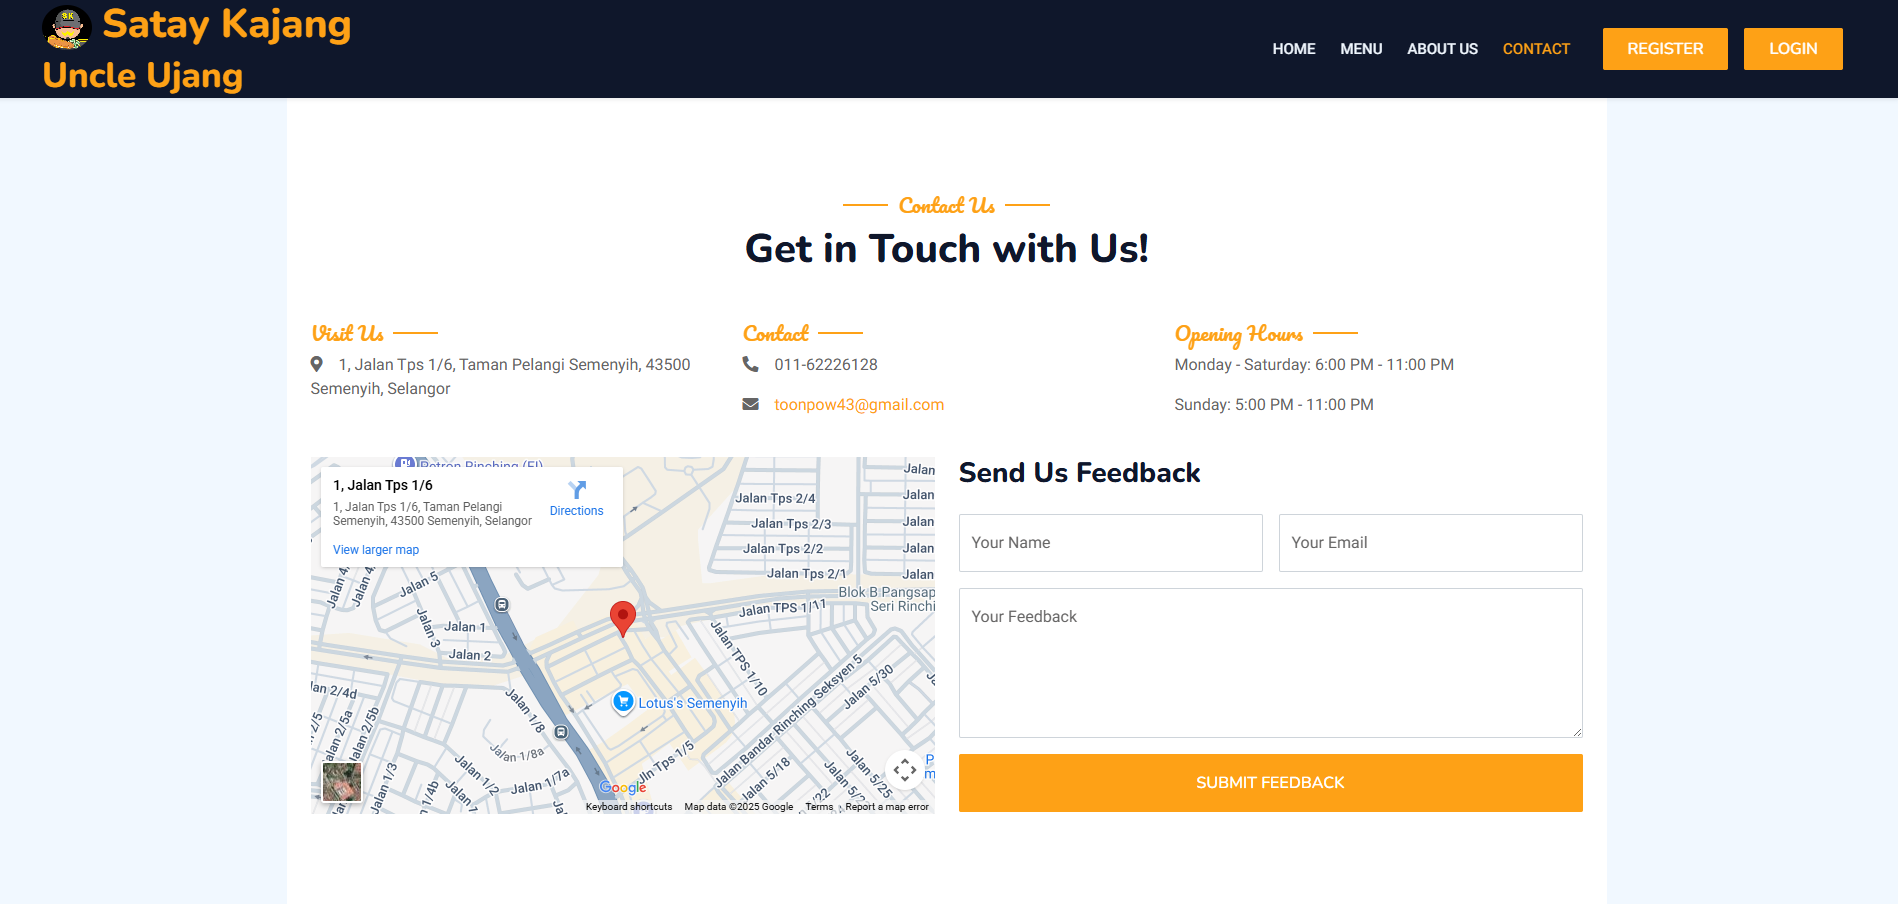 Satay Kajang
Uncle Ujang
HOME
MENU
ABOUT US
CONTACT
REGISTER
LOGIN
Contact Us
Get in Touch with Us!
Visit Us
1, Jalan Tps 1/6, Taman Pelangi Semenyih, 43500
Semenyih, Selangor
Contact
011-62226128
toonpow43@gmail.com
Opening Hours
Monday - Saturday: 6:00 PM - 11:00 PM
Sunday: 5:00 PM - 11:00 PM
1, Jalan Tps 1/6
1, Jalan Tps 1/6, Taman Pelangi
Semenyih, 43500 Semenyih, Selangor
Directions
View larger map
Jalan
Jalan Tps 2/4
Jalan
Jalan Tps 2/3
Jalan
Jalan Tps 2/2
Jalan
Jalan Tps 2/1
Jalan
Blok B Pangsap
Seri Rinchi
Jalan TPS 1/11
Jalan 5
Jalan 3
Jalan 1
Jalan 2
Jalan TPS 1/10
Jalan Bandar Rinching Seksyen 5
Jalan 5/30
lan 2/4d
Jalan 1/8
Lotus's Semenyih
Jalan 2/5a
Jalan 2/5b
Jalan 1/8a
Jln Tps 1/5
Jalan 5/18
Jalan 1/3
Jalan 1/2
Jalan 1/7a
Google
Keyboard shortcuts
Map data ©2025 Google
Terms
Report a map error
Send Us Feedback
Your Name
Your Email
Your Feedback
SUBMIT FEEDBACK